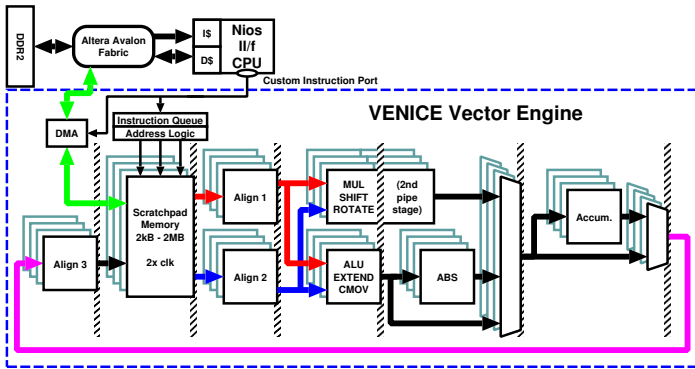 DDR2
Altera Avalon
Fabric
I$
D$
Nios
II/f
CPU
Custom Instruction Port
VENICE Vector Engine
DMA
Instruction Queue
Address Logic
Scratchpad
Memory
2kB - 2MB
2x clk
Align 1
Align 2
Align 3
MUL
SHIFT
ROTATE
(2nd
pipe
stage)
ALU
EXTEND
CMOV
ABS
Accum.